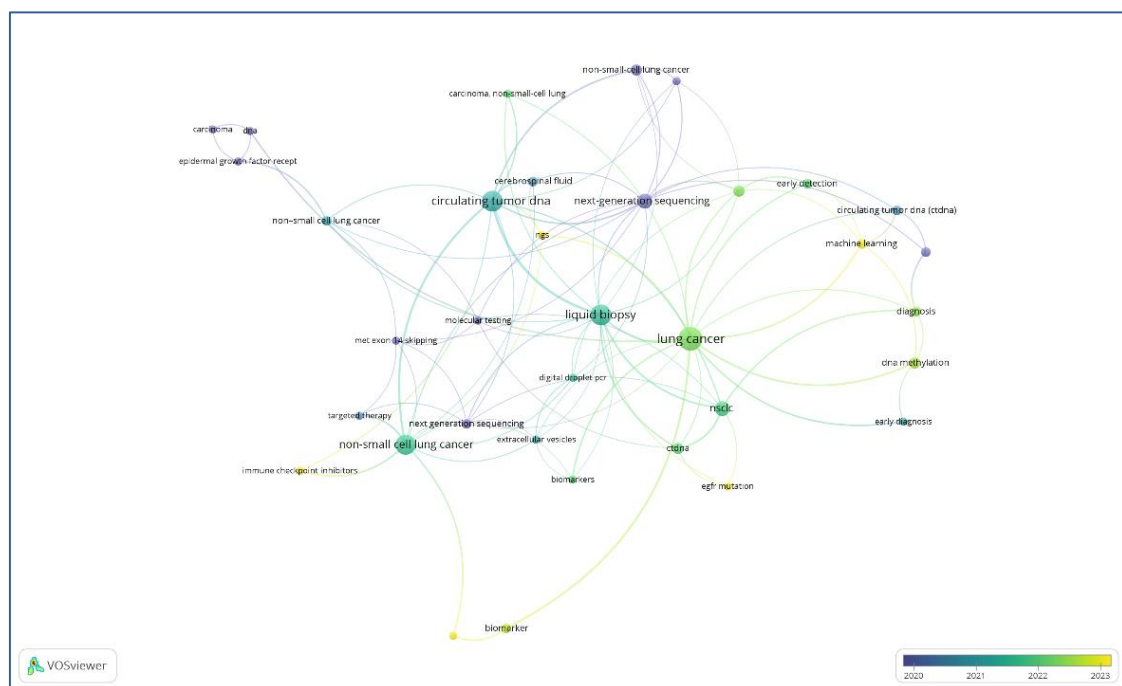 non-small-cell lung cancer
carcinoma, non-small-cell lung
carcinoma
dna
epidermal growth factor recept
cerebrospinal fluid
early detection
circulating tumor dna
next-generation sequencing
circulating tumor dna (ctdna)
non-small cell lung cancer
ngs
machine learning
liquid biopsy
molecular testing
diagnosis
met exon 14 skipping
lung cancer
dna methylation
digital droplet pcr
nsclc
targeted therapy
next generation sequencing
early diagnosis
non-small cell lung cancer
extracellular vesicles
ctdna
immune checkpoint inhibitors
biomarkers
egfr mutation
biomarker
VOSviewer
2020 2021 2022 2023